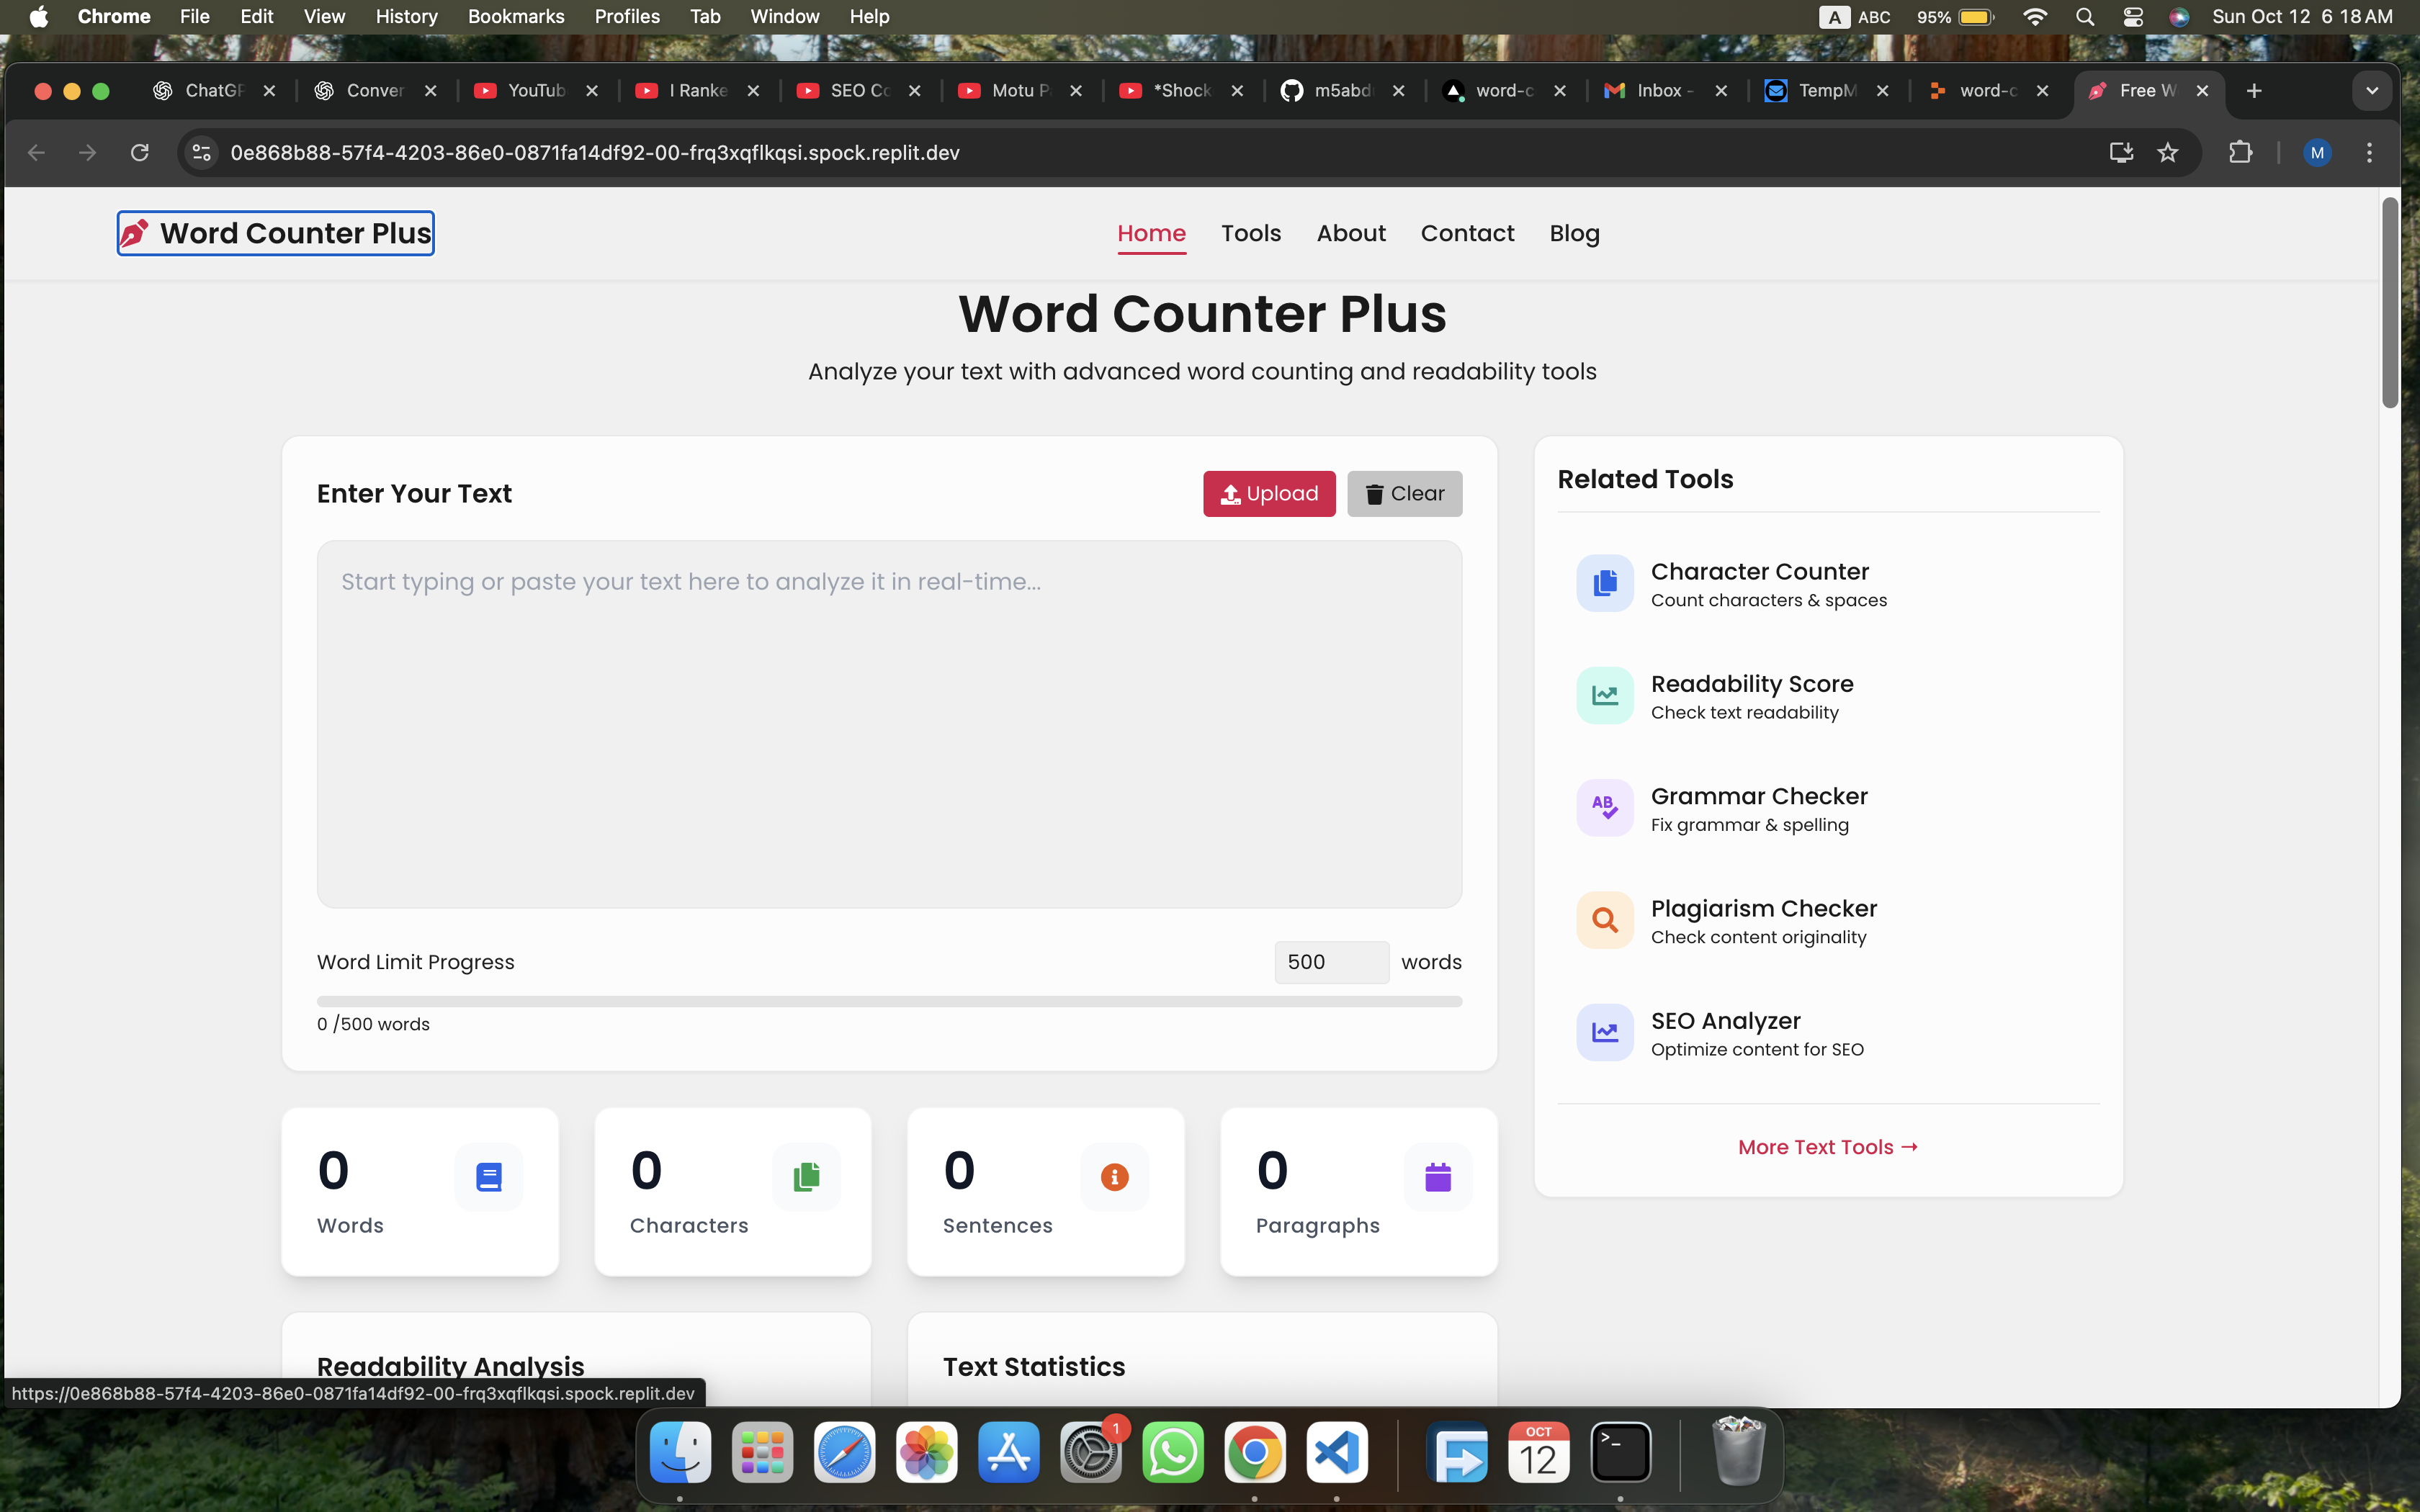 Chrome File Edit View History Bookmarks Profiles Tab Window Help A ABC 95% Sun Oct 12 6 18 AM
ChatGP Conver YouTub I Ranke SEO Co Motu P *Shock m5abd word-c Inbox - TempM word-c Free W
0e868b88-57f4-4203-86e0-0871fa14df92-00-frq3xqflkqsi.spock.replit.dev M
Word Counter Plus Home Tools About Contact Blog
Word Counter Plus
Analyze your text with advanced word counting and readability tools
Enter Your Text Upload Clear
Start typing or paste your text here to analyze it in real-time...
Word Limit Progress 500 words
0 /500 words
Related Tools
Character Counter
Count characters & spaces
Readability Score
Check text readability
AB
Grammar Checker
Fix grammar & spelling
Plagiarism Checker
Check content originality
SEO Analyzer
Optimize content for SEO
More Text Tools →
0 0 0 0
Words Characters Sentences Paragraphs
Readability Analysis Text Statistics
https://0e868b88-57f4-4203-86e0-0871fa14df92-00-frq3xqflkqsi.spock.replit.dev
1
OCT
12
>_